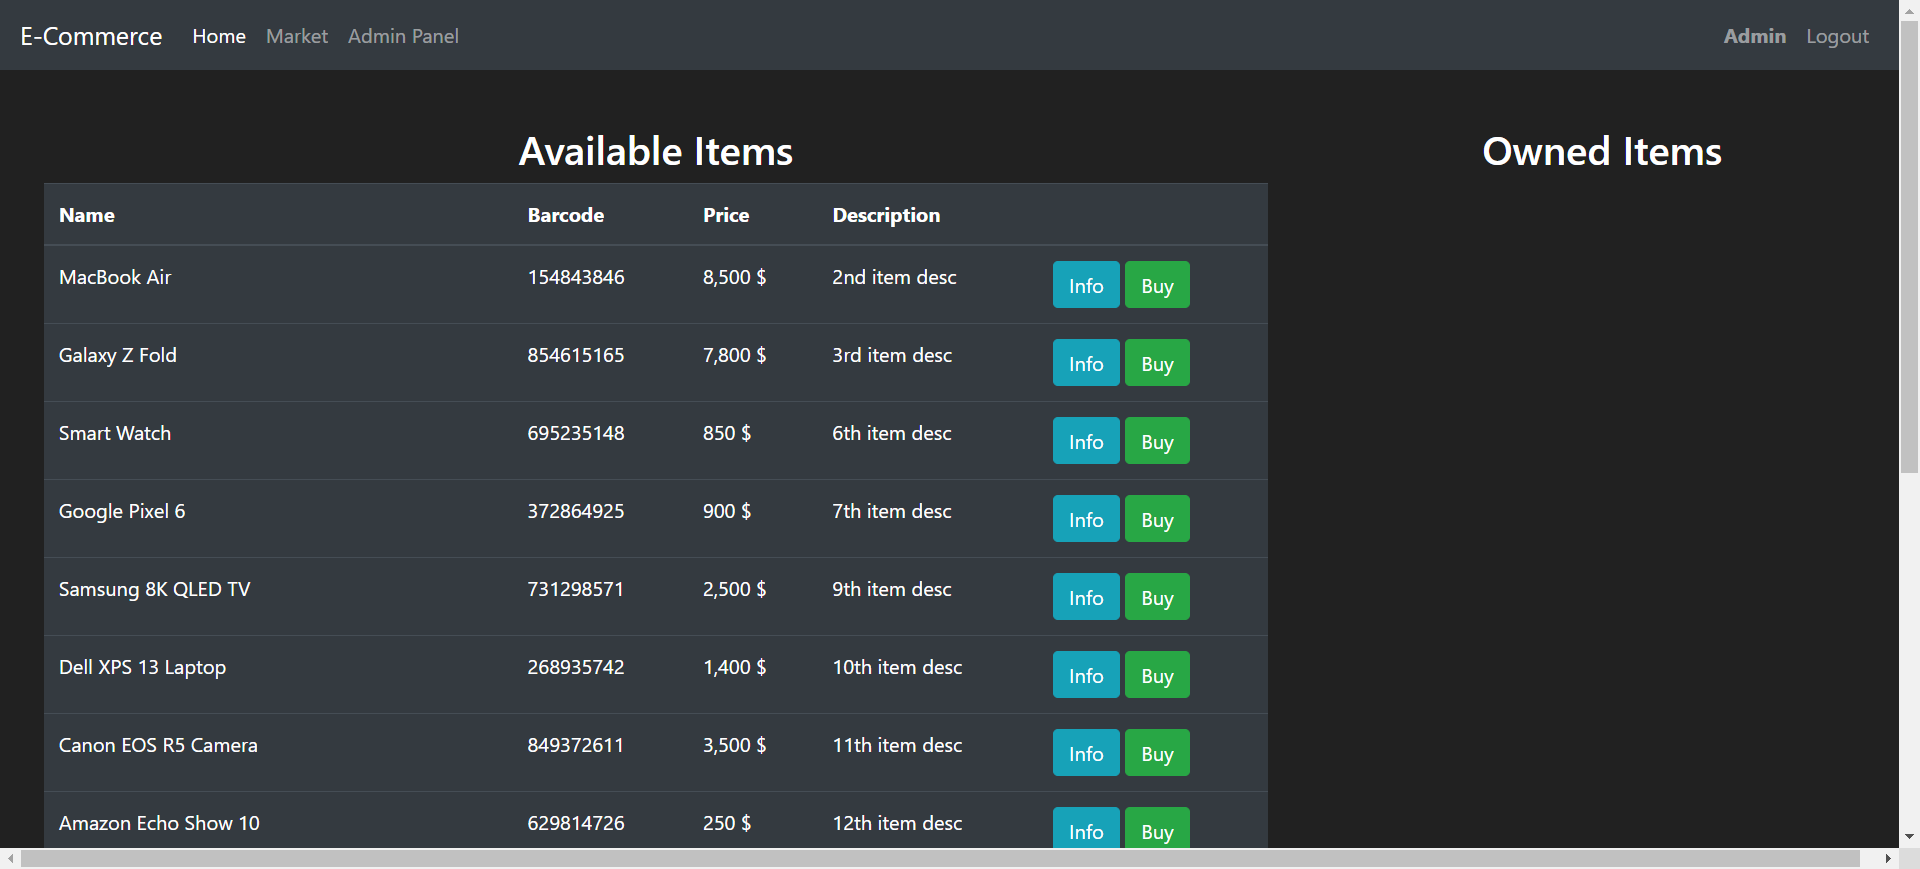 E-Commerce Home Market Admin Panel Admin Logout
Available Items
Owned Items
Name Barcode Price Description
MacBook Air 154843846 8,500 $ 2nd item desc Info Buy
Galaxy Z Fold 854615165 7,800 $ 3rd item desc Info Buy
Smart Watch 695235148 850 $ 6th item desc Info Buy
Google Pixel 6 372864925 900 $ 7th item desc Info Buy
Samsung 8K QLED TV 731298571 2,500 $ 9th item desc Info Buy
Dell XPS 13 Laptop 268935742 1,400 $ 10th item desc Info Buy
Canon EOS R5 Camera 849372611 3,500 $ 11th item desc Info Buy
Amazon Echo Show 10 629814726 250 $ 12th item desc Info Buy